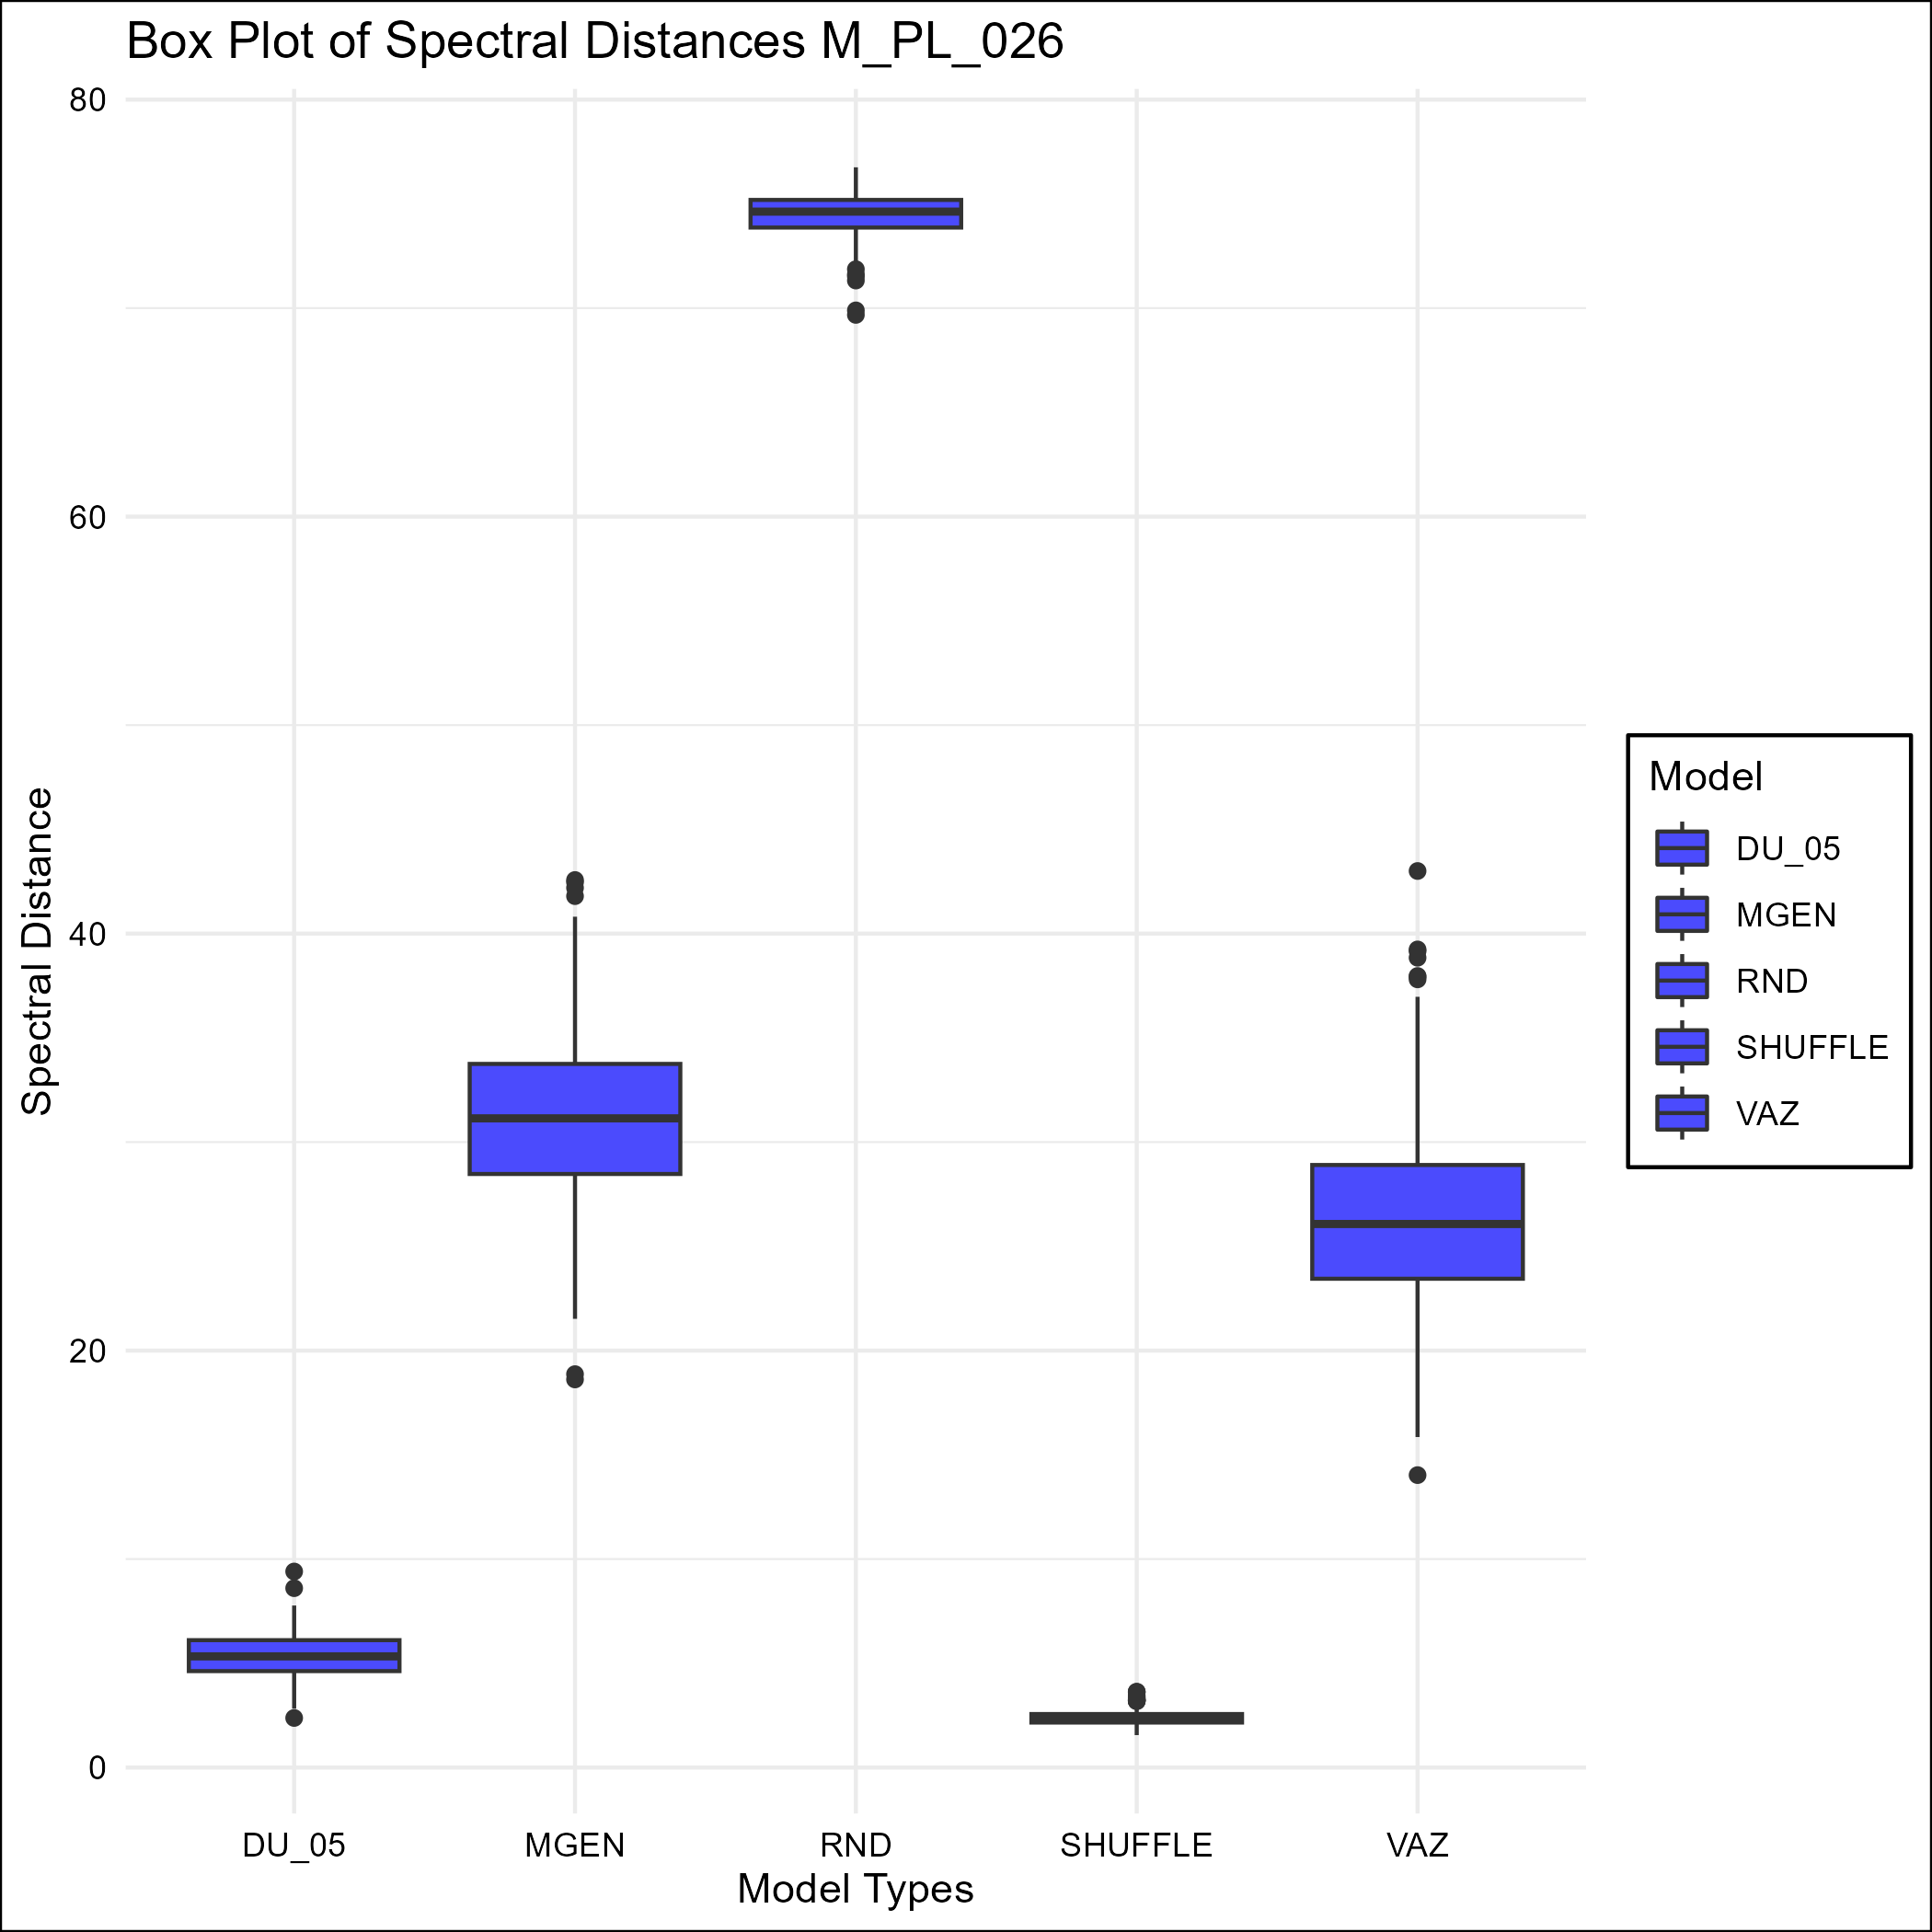 Box Plot of Spectral Distances M_PL_026
80
60
40
20
0
Spectral Distance
DU_05
MGEN
RND
SHUFFLE
VAZ
Model Types
Model
DU_05
MGEN
RND
SHUFFLE
VAZ